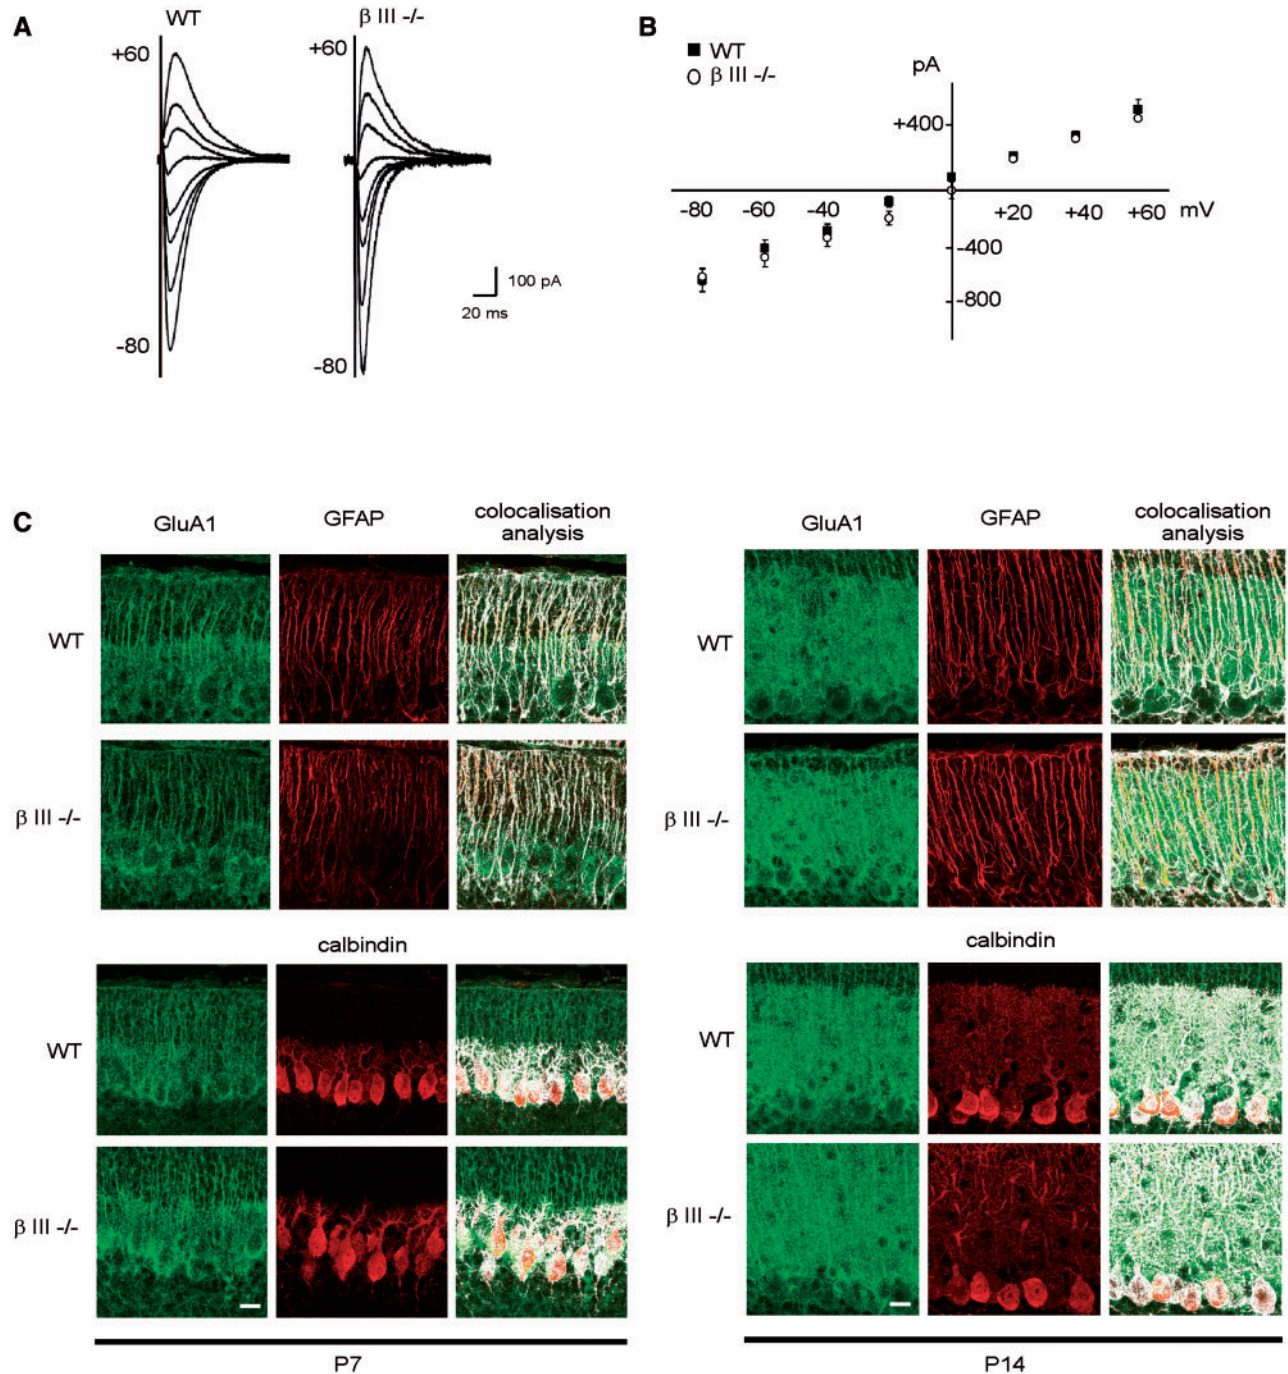 A
WT
β III -/-
+60
+60
-80
-80
100 pA
20 ms
B
WT
β III -/-
pA
+400
-80
-60
-40
+20
+40
+60
mV
-400
-800
C
GluA1
GFAP
colocalisation
analysis
GluA1
GFAP
colocalisation
analysis
WT
WT
β III -/-
β III -/-
calbindin
calbindin
WT
WT
β III -/-
β III -/-
P7
P14